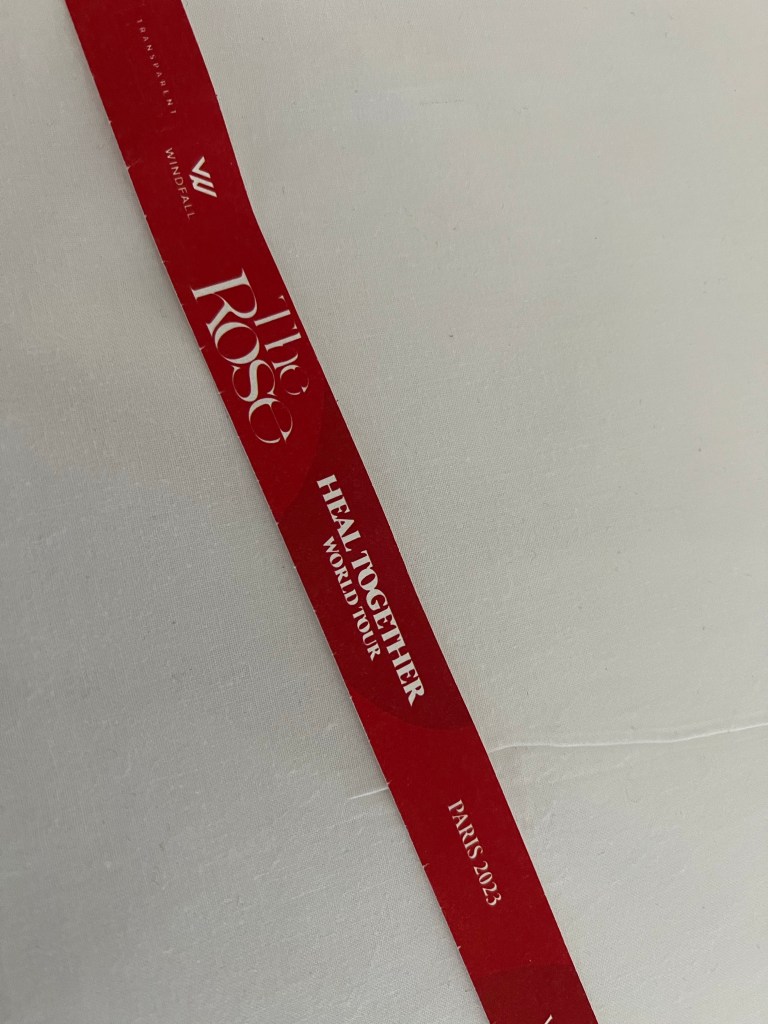 TRANSPARENT
WINDFALL
The
ROSE
HEAL TOGETHER
WORLD TOUR
PARIS 2023